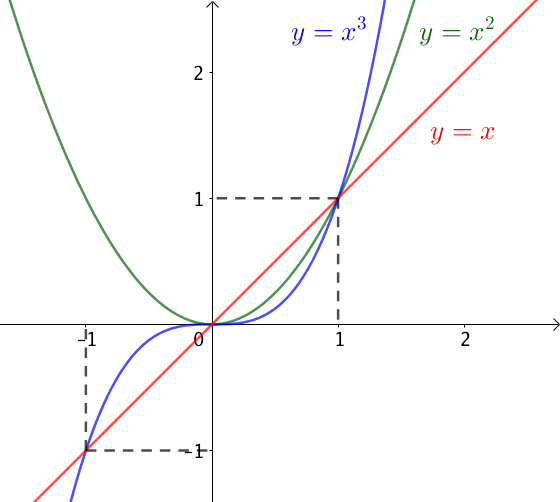 y = x³ y = x²
2
y = x
1
−1 0 1 2
−1